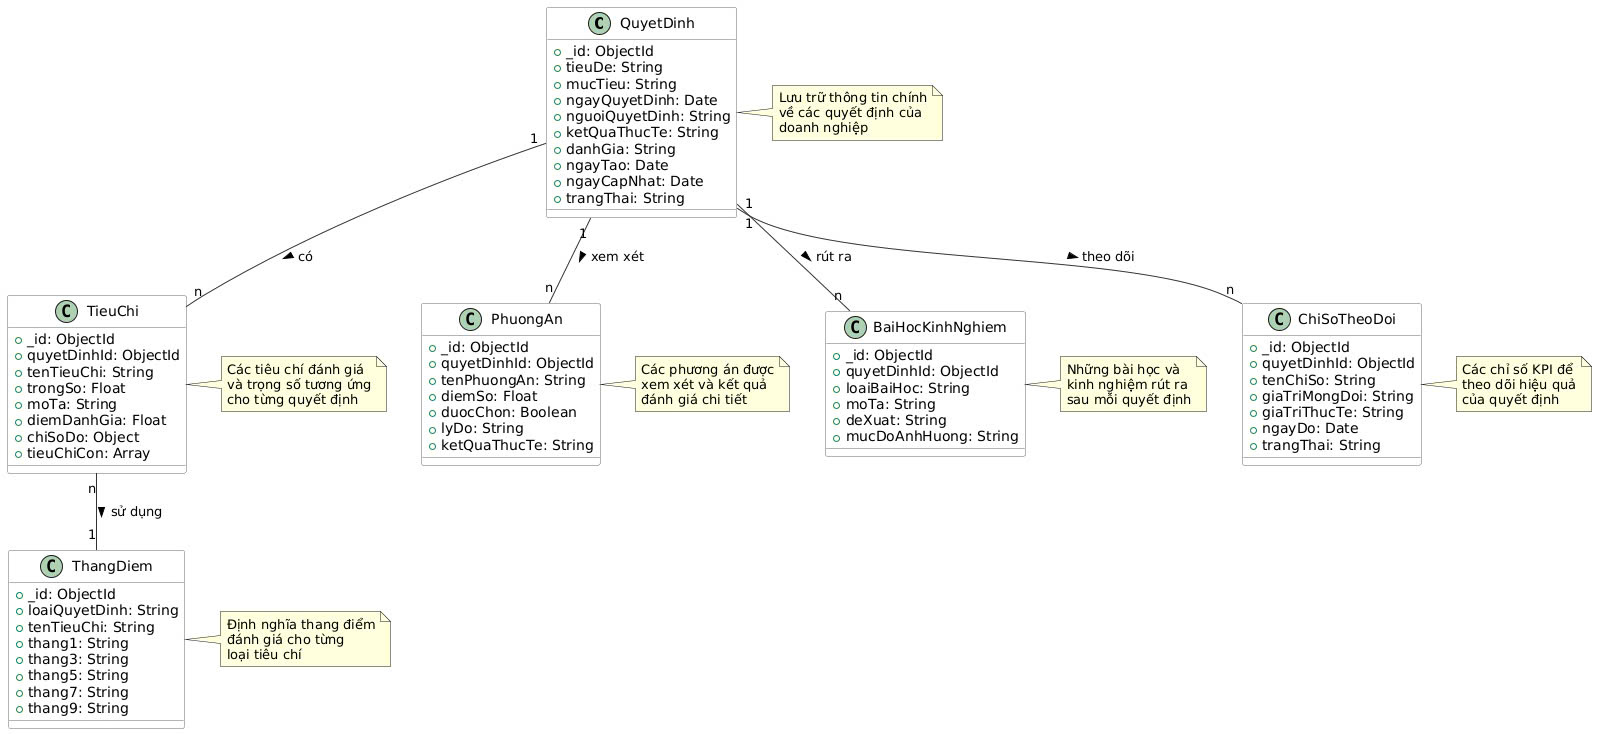 C QuyetDinh
_id: ObjectId
tieuDe: String
mucTieu: String
ngayQuyetDinh: Date
nguoiQuyetDinh: String
ketQuaThucTe: String
danhGia: String
ngayTao: Date
ngayCapNhat: Date
trangThai: String
Lưu trữ thông tin chính
về các quyết định của
doanh nghiệp
1
1
1
1
có
xem xét
rút ra
theo dõi
n
n
n
n
C TieuChi
_id: ObjectId
quyetDinhId: ObjectId
tenTieuChi: String
trongSo: Float
moTa: String
diemDanhGia: Float
chiSoDo: Object
tieuChiCon: Array
Các tiêu chí đánh giá
và trọng số tương ứng
cho từng quyết định
C PhuongAn
_id: ObjectId
quyetDinhId: ObjectId
tenPhuongAn: String
diemSo: Float
duocChon: Boolean
lyDo: String
ketQuaThucTe: String
Các phương án được
xem xét và kết quả
đánh giá chi tiết
C BaiHocKinhNghiem
_id: ObjectId
quyetDinhId: ObjectId
loaiBaiHoc: String
moTa: String
deXuat: String
mucDoAnhHuong: String
Những bài học và
kinh nghiệm rút ra
sau mỗi quyết định
C ChiSoTheoDoi
_id: ObjectId
quyetDinhId: ObjectId
tenChiSo: String
giaTriMongDoi: String
giaTriThucTe: String
ngayDo: Date
trangThai: String
Các chỉ số KPI để
theo dõi hiệu quả
của quyết định
n
sử dụng
1
C ThangDiem
_id: ObjectId
loaiQuyetDinh: String
tenTieuChi: String
thang1: String
thang3: String
thang5: String
thang7: String
thang9: String
Định nghĩa thang điểm
đánh giá cho từng
loại tiêu chí